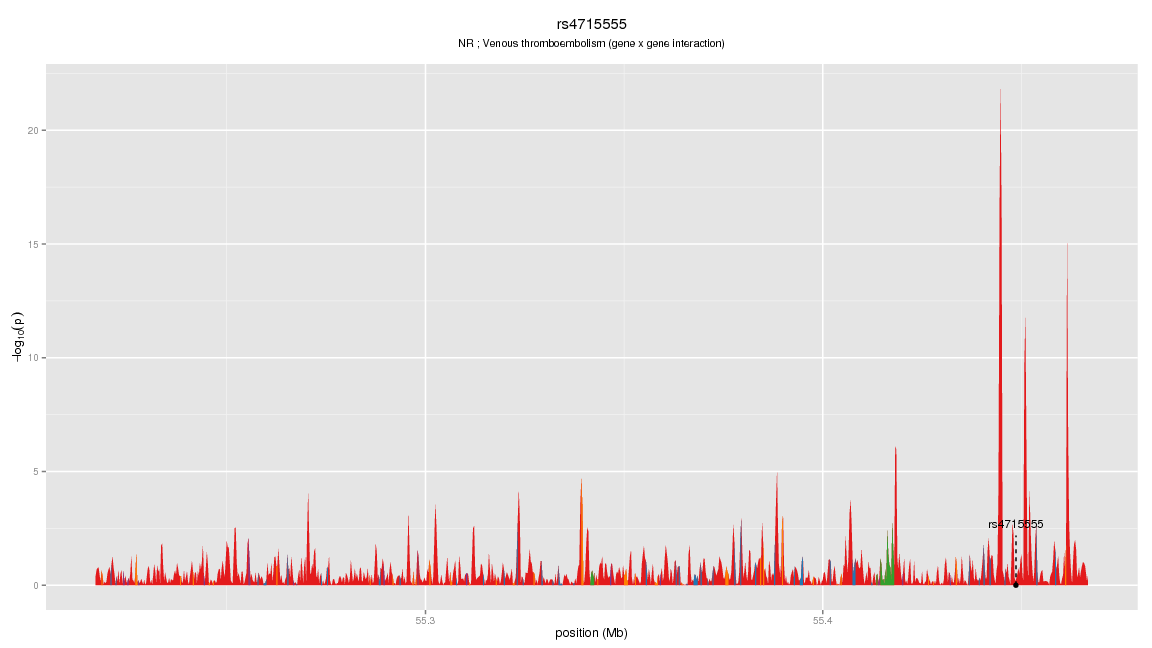 rs4715555
NR ; Venous thromboembolism (gene x gene interaction)
20
15
10
5
0
−log10(p)
rs4715555
55.3
55.4
position (Mb)